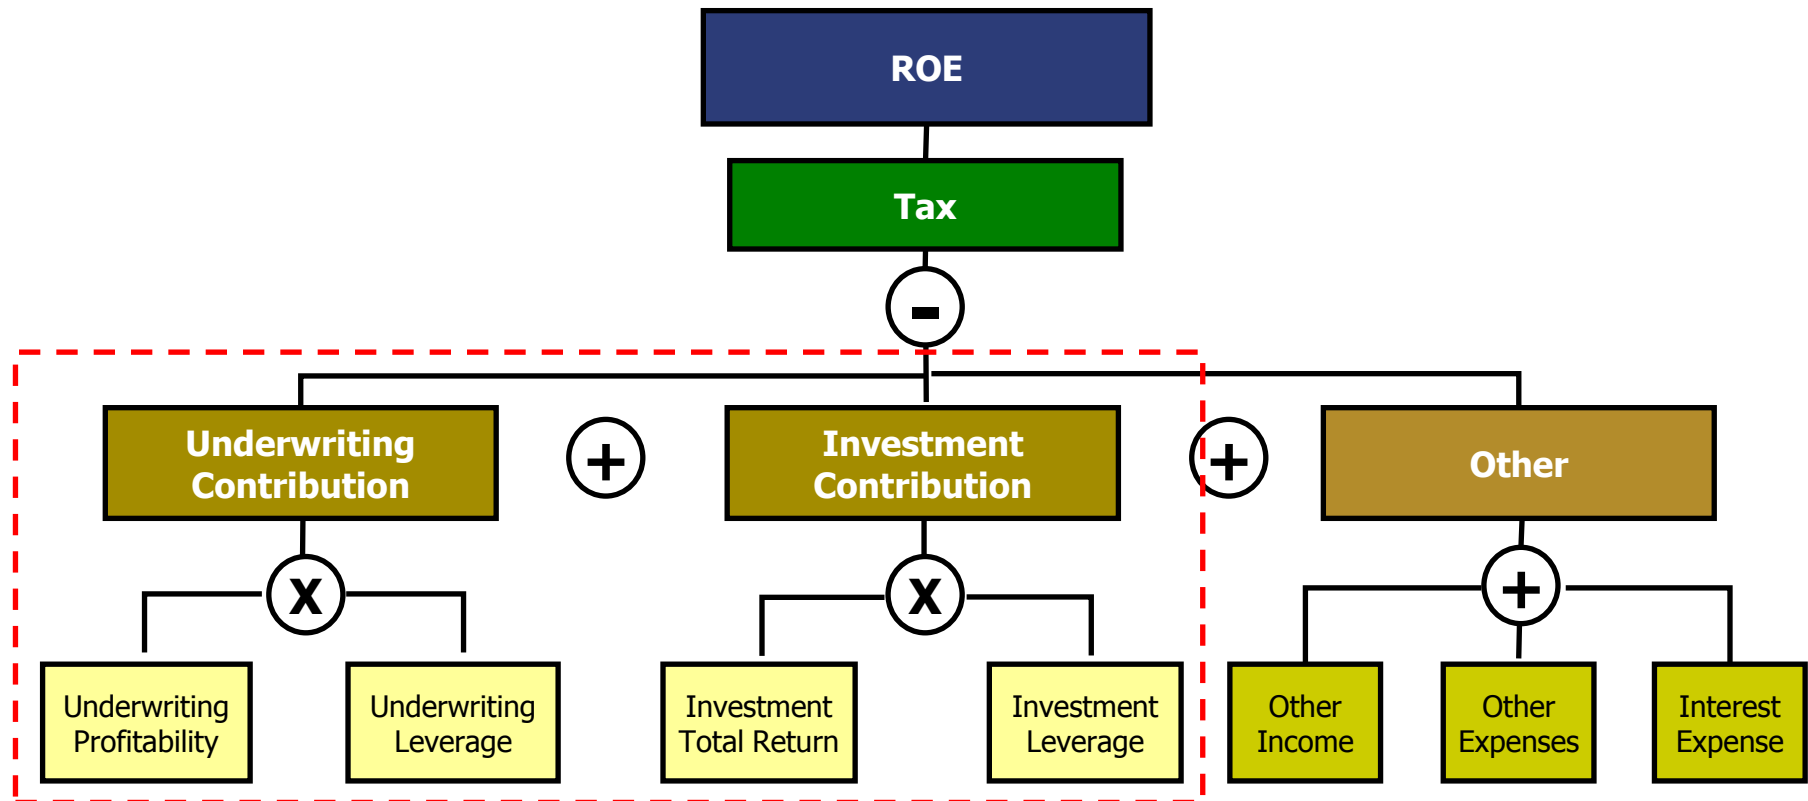 ROE
Tax
-
Underwriting
Contribution
+
Investment
Contribution
+
Other
X
X
+
Underwriting
Profitability
Underwriting
Leverage
Investment
Total Return
Investment
Leverage
Other
Income
Other
Expenses
Interest
Expense